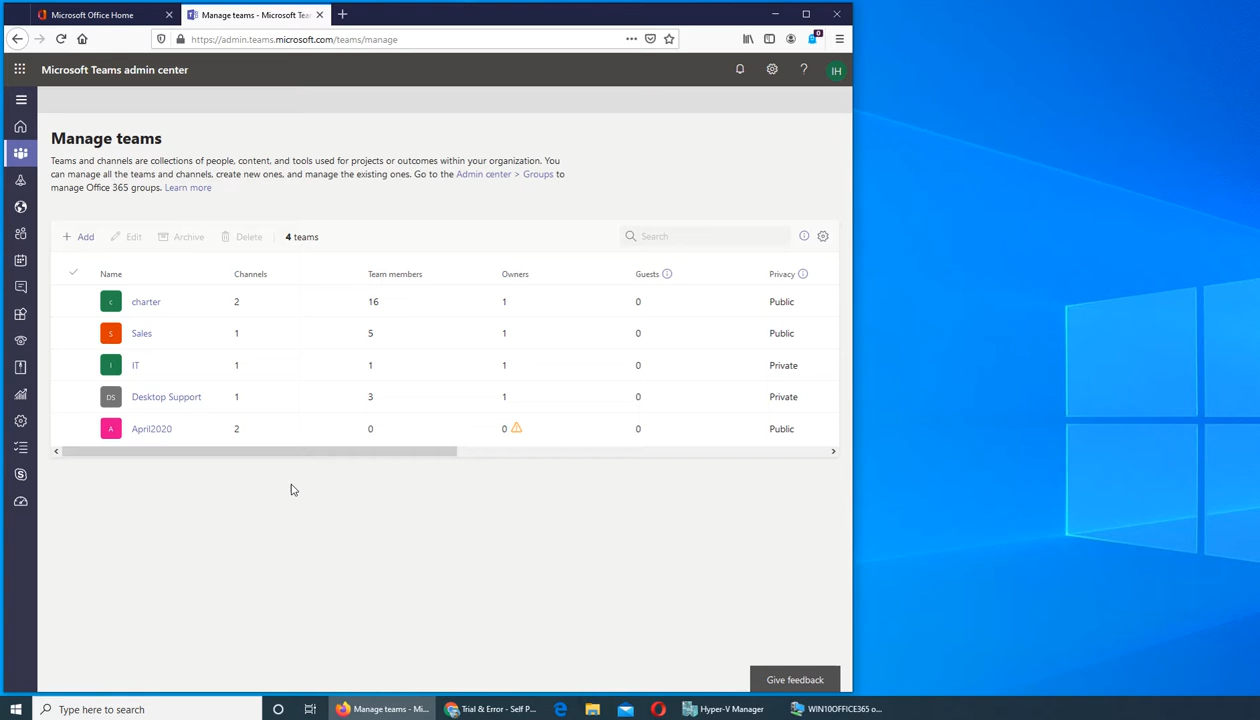 Microsoft Office Home
Manage teams - Microsoft Tea
https://admin.teams.microsoft.com/teams/manage
0
Microsoft Teams admin center
?
IH
Manage teams
Teams and channels are collections of people, content, and tools used for projects or outcomes within your organization. You
can manage all the teams and channels, create new ones, and manage the existing ones. Go to the Admin center > Groups to
manage Office 365 groups. Learn more
+ Add Edit Archive Delete 4 teams Search
Name Channels Team members Owners Guests Privacy
c charter 2 16 1 0 Public
S Sales 1 5 1 0 Public
I IT 1 1 1 0 Private
DS Desktop Support 1 3 1 0 Private
A April2020 2 0 0 0 Public
Give feedback
Type here to search
Manage teams - Mi...
Trial & Error - Self P...
Hyper-V Manager
WIN10OFFICE365 o...